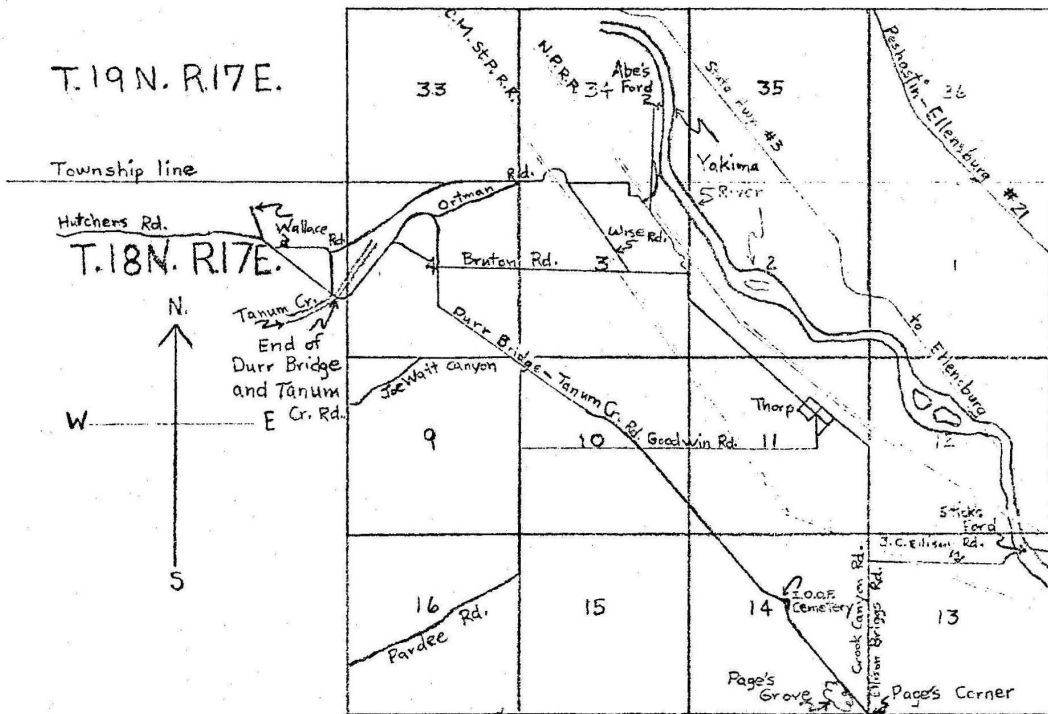 T.19N. R.17E.
C.M. St. P. R.R.
N.P.R.R.
33
34
35
36
Abe's
Ford
State Hwy. #3
Peshastin-Ellensburg #21
Township line
Yakima
River
Hutchens Rd.
Wallace
Rd.
Ortman
Rd.
Wise Rd.
T.18N. R.17E.
4
Bruton Rd.
3
2
1
Tanum Cr.
N.
End of
Durr Bridge
and Tanum
Cr. Rd.
Durr Bridge-Tanum Cr. Rd.
to Ellensburg
Joe Watt Canyon
W
E
S
Thorp
9
10
Goodwin Rd.
11
12
Stick's
Ford
J.C. Ellison Rd.
16
15
14
13
Pardee Rd.
I.O.O.F.
Cemetery
Crook Canyon Rd.
Ellison Briggs Rd.
Page's
Grove
Page's Corner